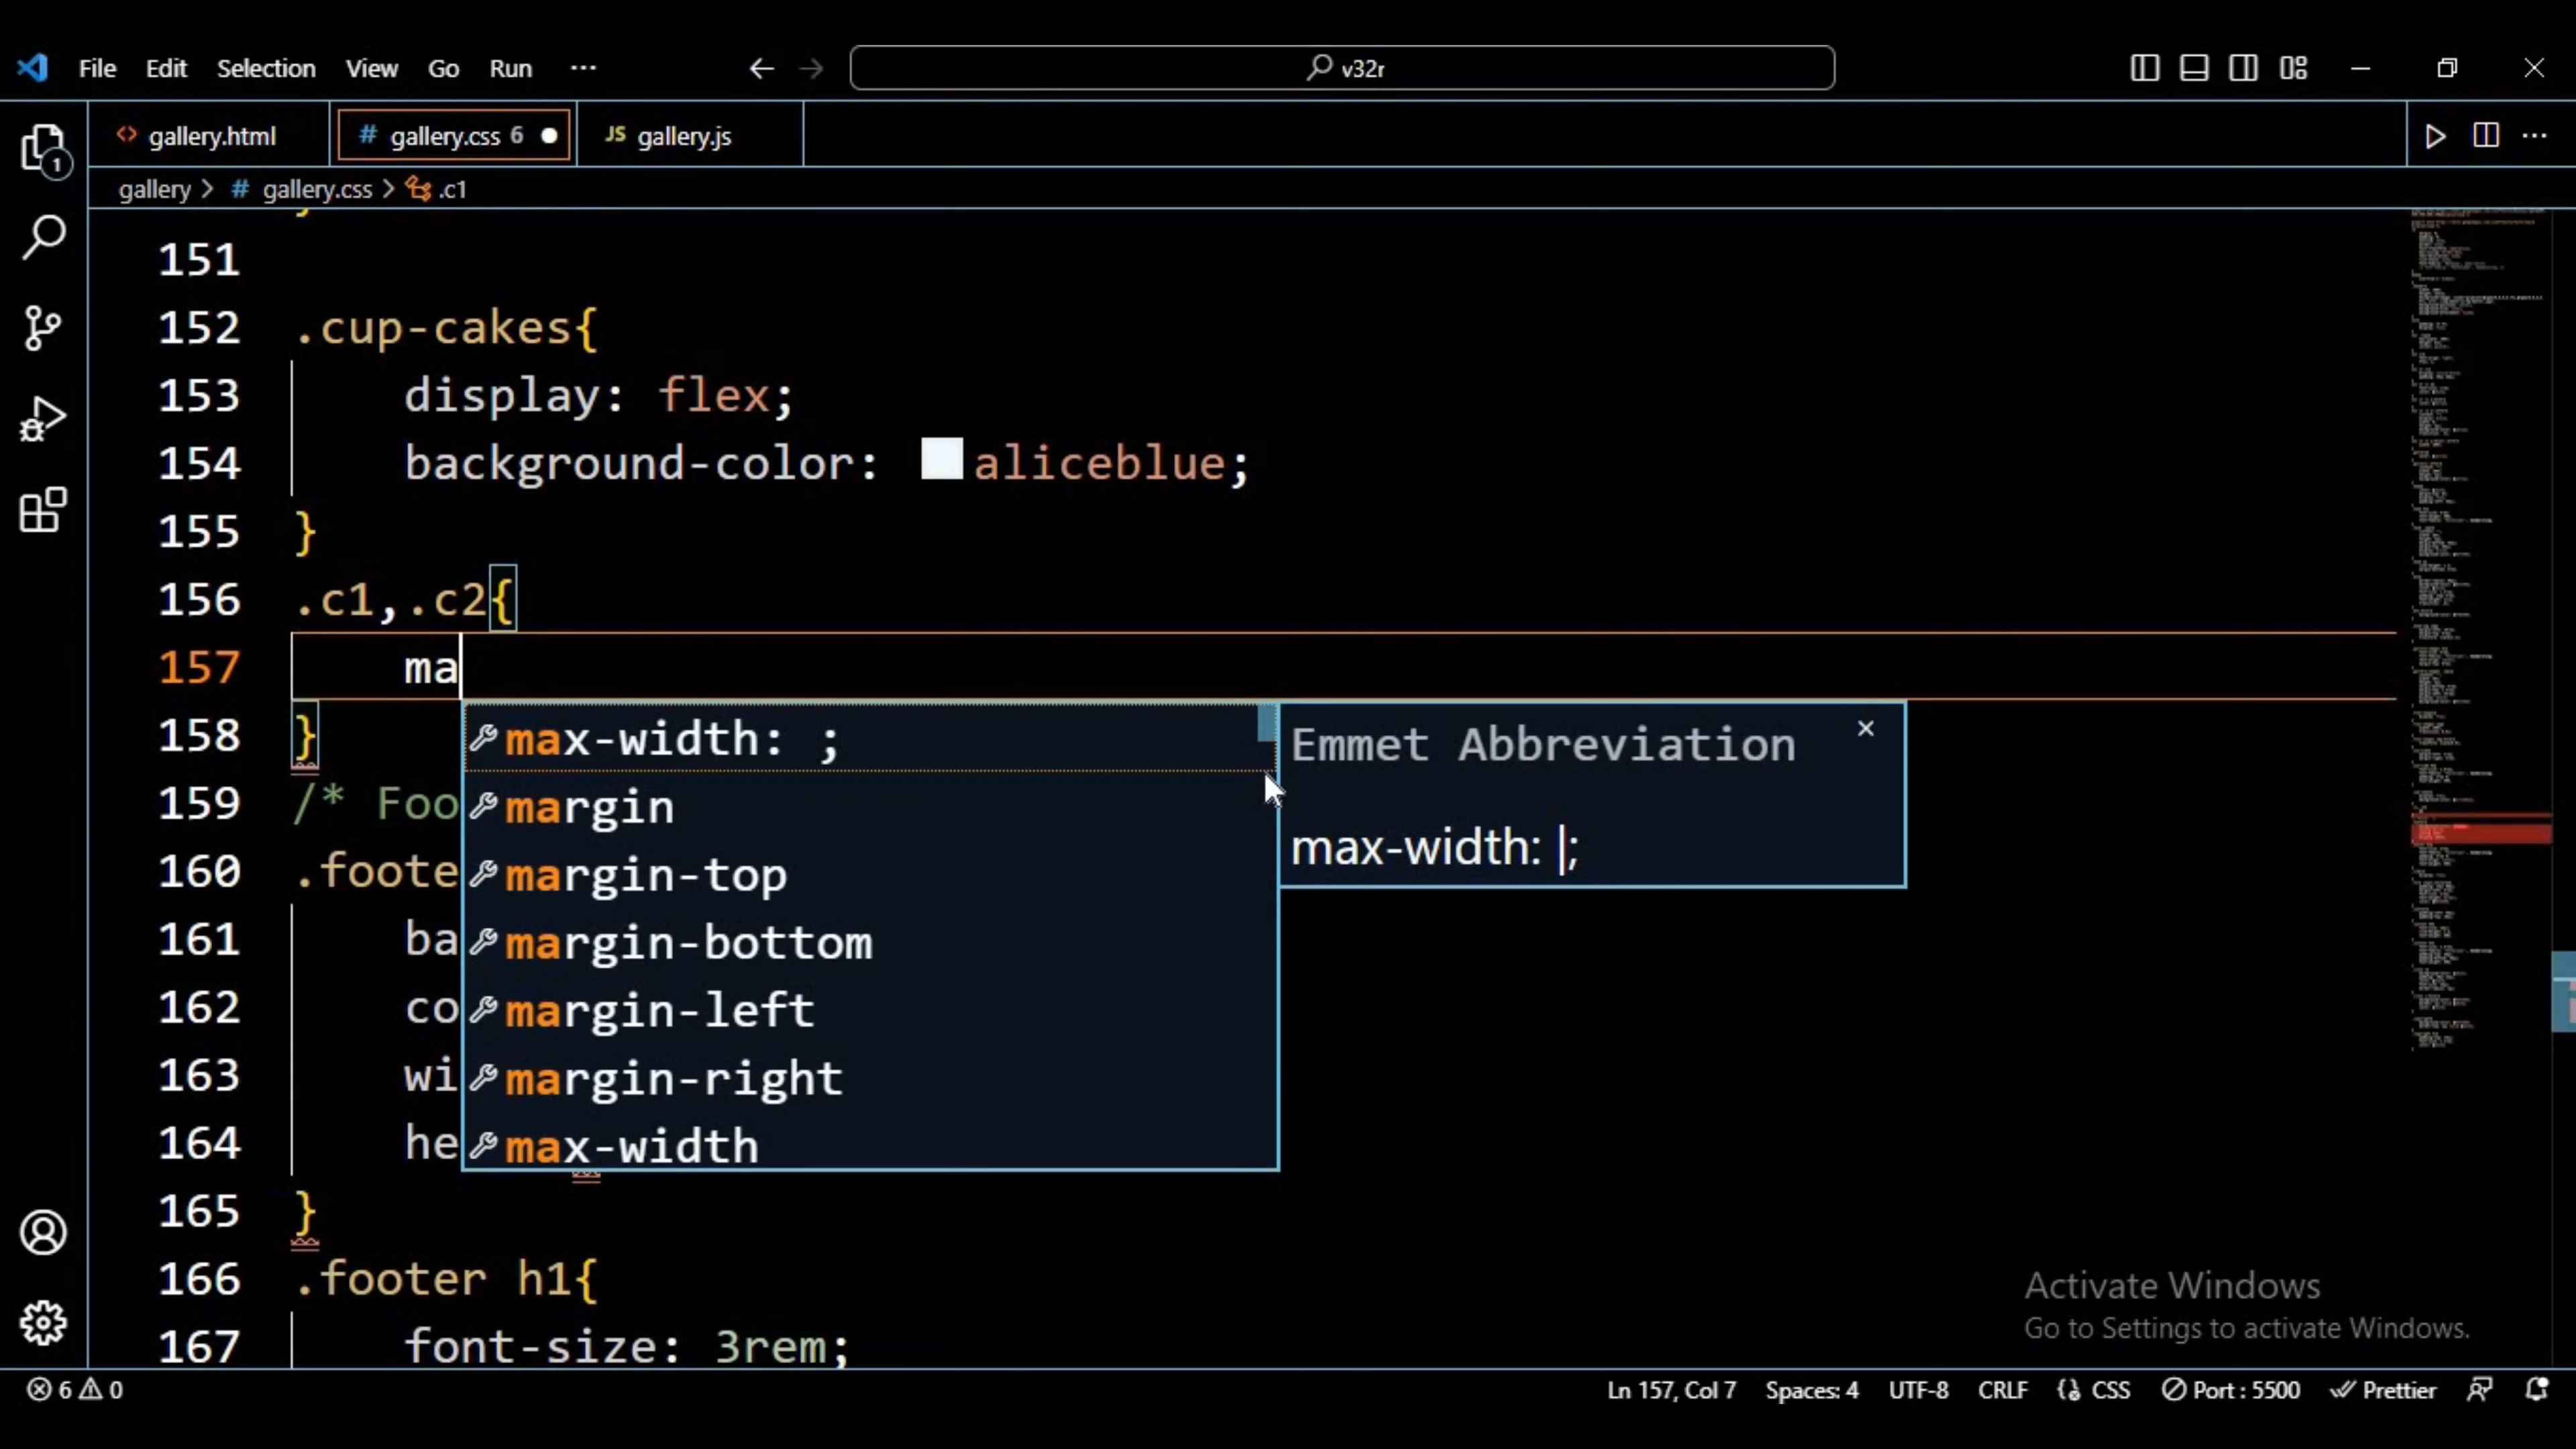 File Edit Selection View Go Run ···
v32r
gallery.html
# gallery.css 6
JS gallery.js
gallery > # gallery.css > .c1
1
151
152 .cup-cakes{
153 display: flex;
154 background-color: aliceblue;
155 }
156 .c1,.c2{
157 ma
158 }
159 /* Foo
160 .foote
161 ba
162 co
163 wi
164 he
165 }
166 .footer h1{
167 font-size: 3rem;
max-width: ;
margin
margin-top
margin-bottom
margin-left
margin-right
max-width
Emmet Abbreviation
max-width: |;
Activate Windows
Go to Settings to activate Windows.
6 0
Ln 157, Col 7 Spaces: 4 UTF-8 CRLF CSS Port : 5500 Prettier